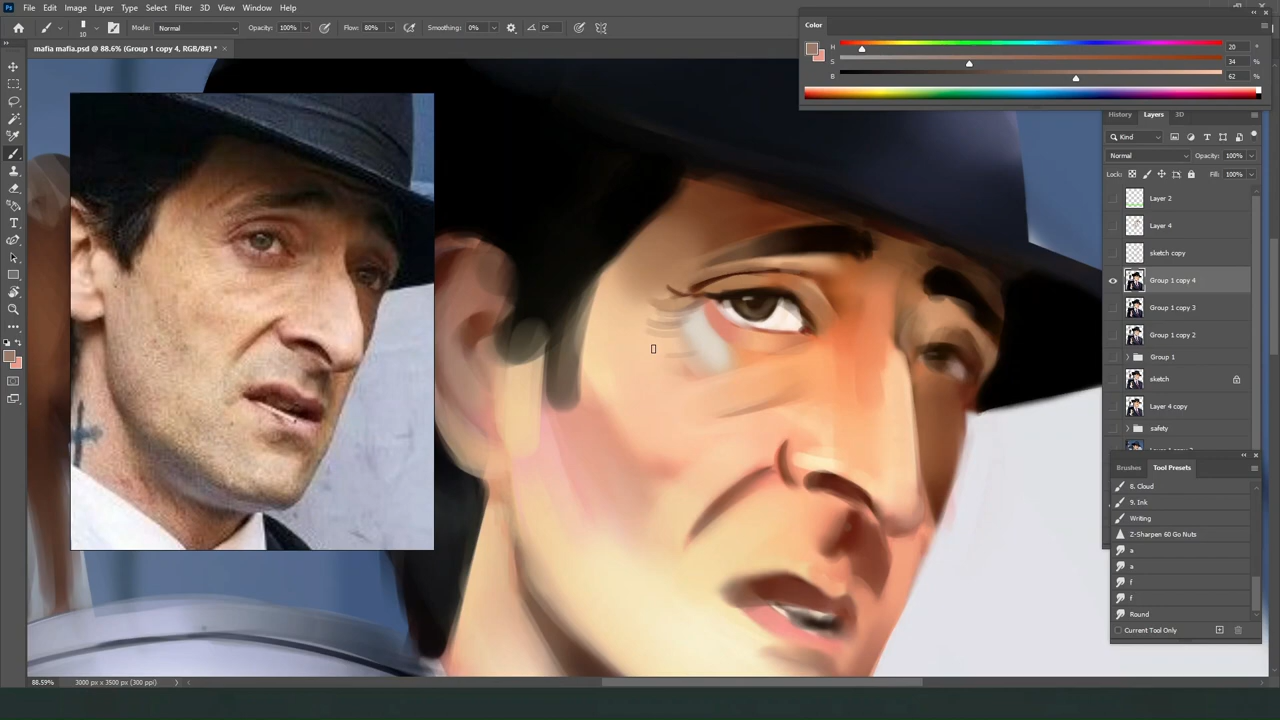 File Edit Image Layer Type Select Filter 3D View Window Help
10 Mode: Normal Opacity: 100% Flow: 80% Smoothing: 0% 0°
mafia mafia.psd @ 88.6% (Group 1 copy 4, RGB/8#) *
Color
H 20 °
S 34 %
B 62 %
History Layers 3D
Kind
Normal Opacity: 100%
Lock: Fill: 100%
Layer 2
Layer 4
sketch copy
Group 1 copy 4
Group 1 copy 3
Group 1 copy 2
Group 1
sketch
Layer 4 copy
safety
Brushes Tool Presets
8. Cloud
9. Ink
Writing
Z-Sharpen 60 Go Nuts
a
a
f
f
Round
Current Tool Only
88.59% 3000 px x 3500 px (300 ppi)